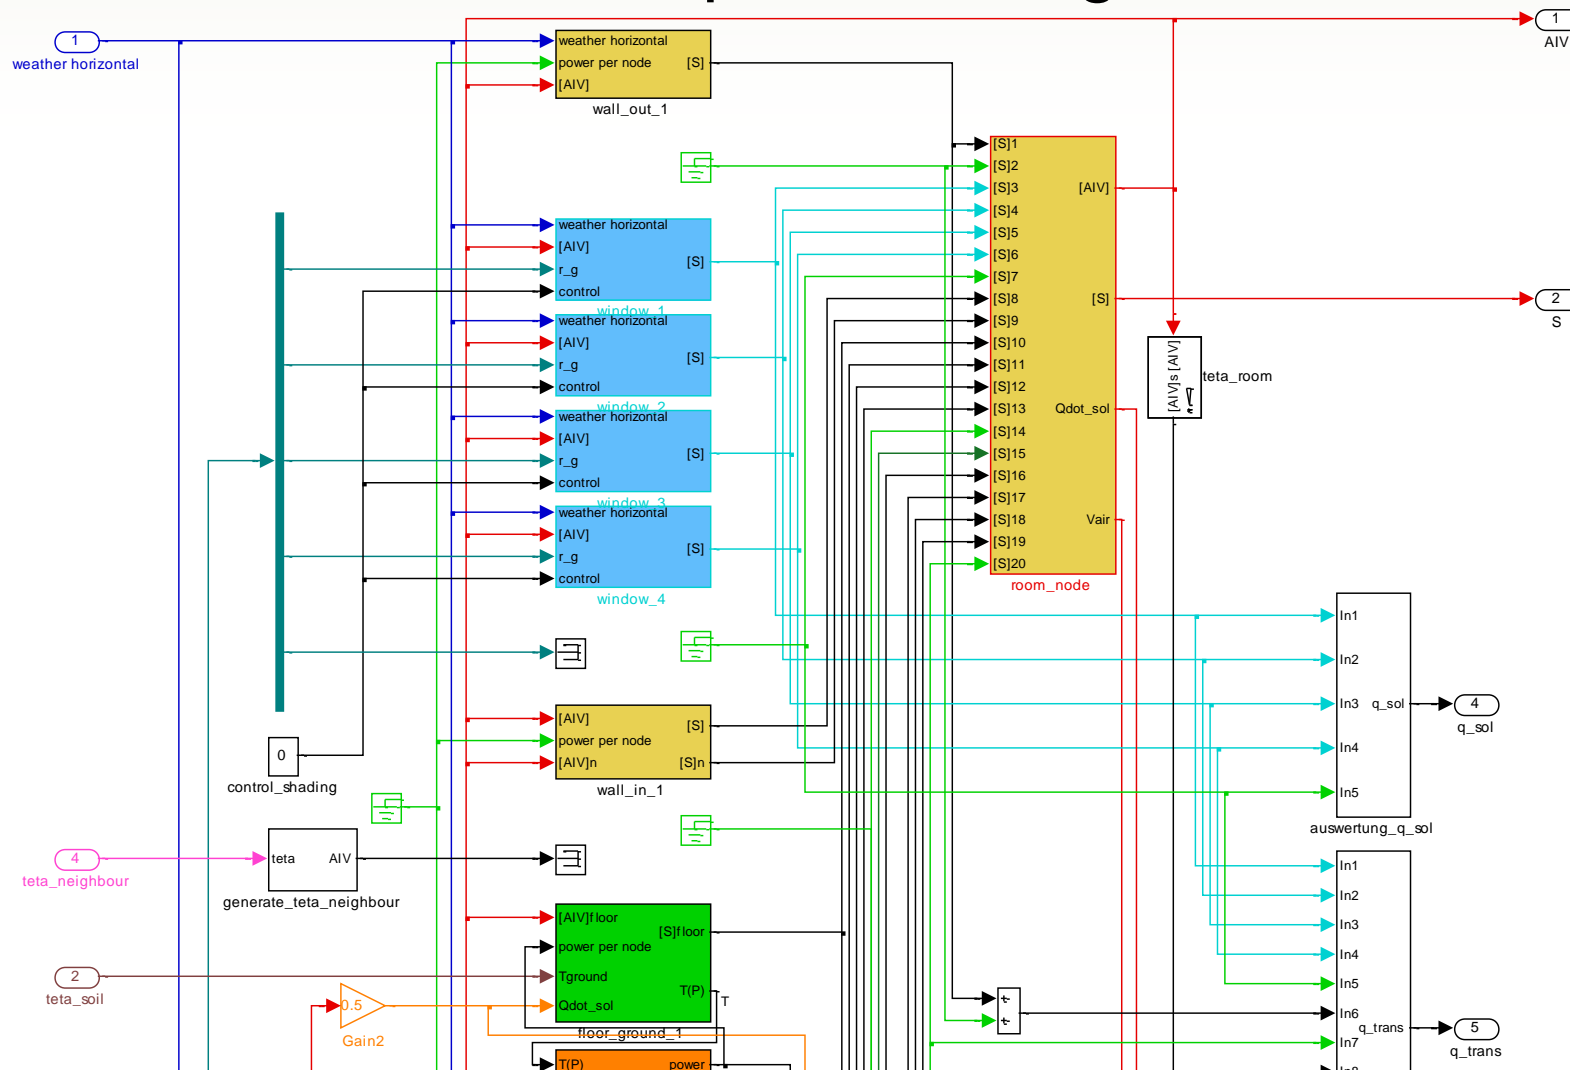 1
weather horizontal
weather horizontal
power per node
[AIV]
[S]
wall_out_1
1
AIV
[S]1
[S]2
[S]3
[S]4
[S]5
[S]6
[S]7
[S]8
[S]9
[S]10
[S]11
[S]12
[S]13
[S]14
[S]15
[S]16
[S]17
[S]18
[S]19
[S]20
[AIV]
[S]
Qdot_sol
Vair
room_node
2
S
[AIV]s [AIV]
teta_room
weather horizontal
[AIV]
r_g
control
[S]
window_1
weather horizontal
[AIV]
r_g
control
[S]
window_2
weather horizontal
[AIV]
r_g
control
[S]
window_3
weather horizontal
[AIV]
r_g
control
[S]
window_4
In1
In2
In3
In4
In5
q_sol
auswertung_q_sol
4
q_sol
[AIV]
power per node
[AIV]n
[S]
[S]n
wall_in_1
0
control_shading
4
teta_neighbour
teta
AIV
generate_teta_neighbour
[AIV]floor
power per node
Tground
Qdot_sol
[S]floor
T(P)
T
floor_ground_1
2
teta_soil
0.5
Gain2
T(P)
power
+
+
In1
In2
In3
In4
In5
In6
In7
q_trans
5
q_trans